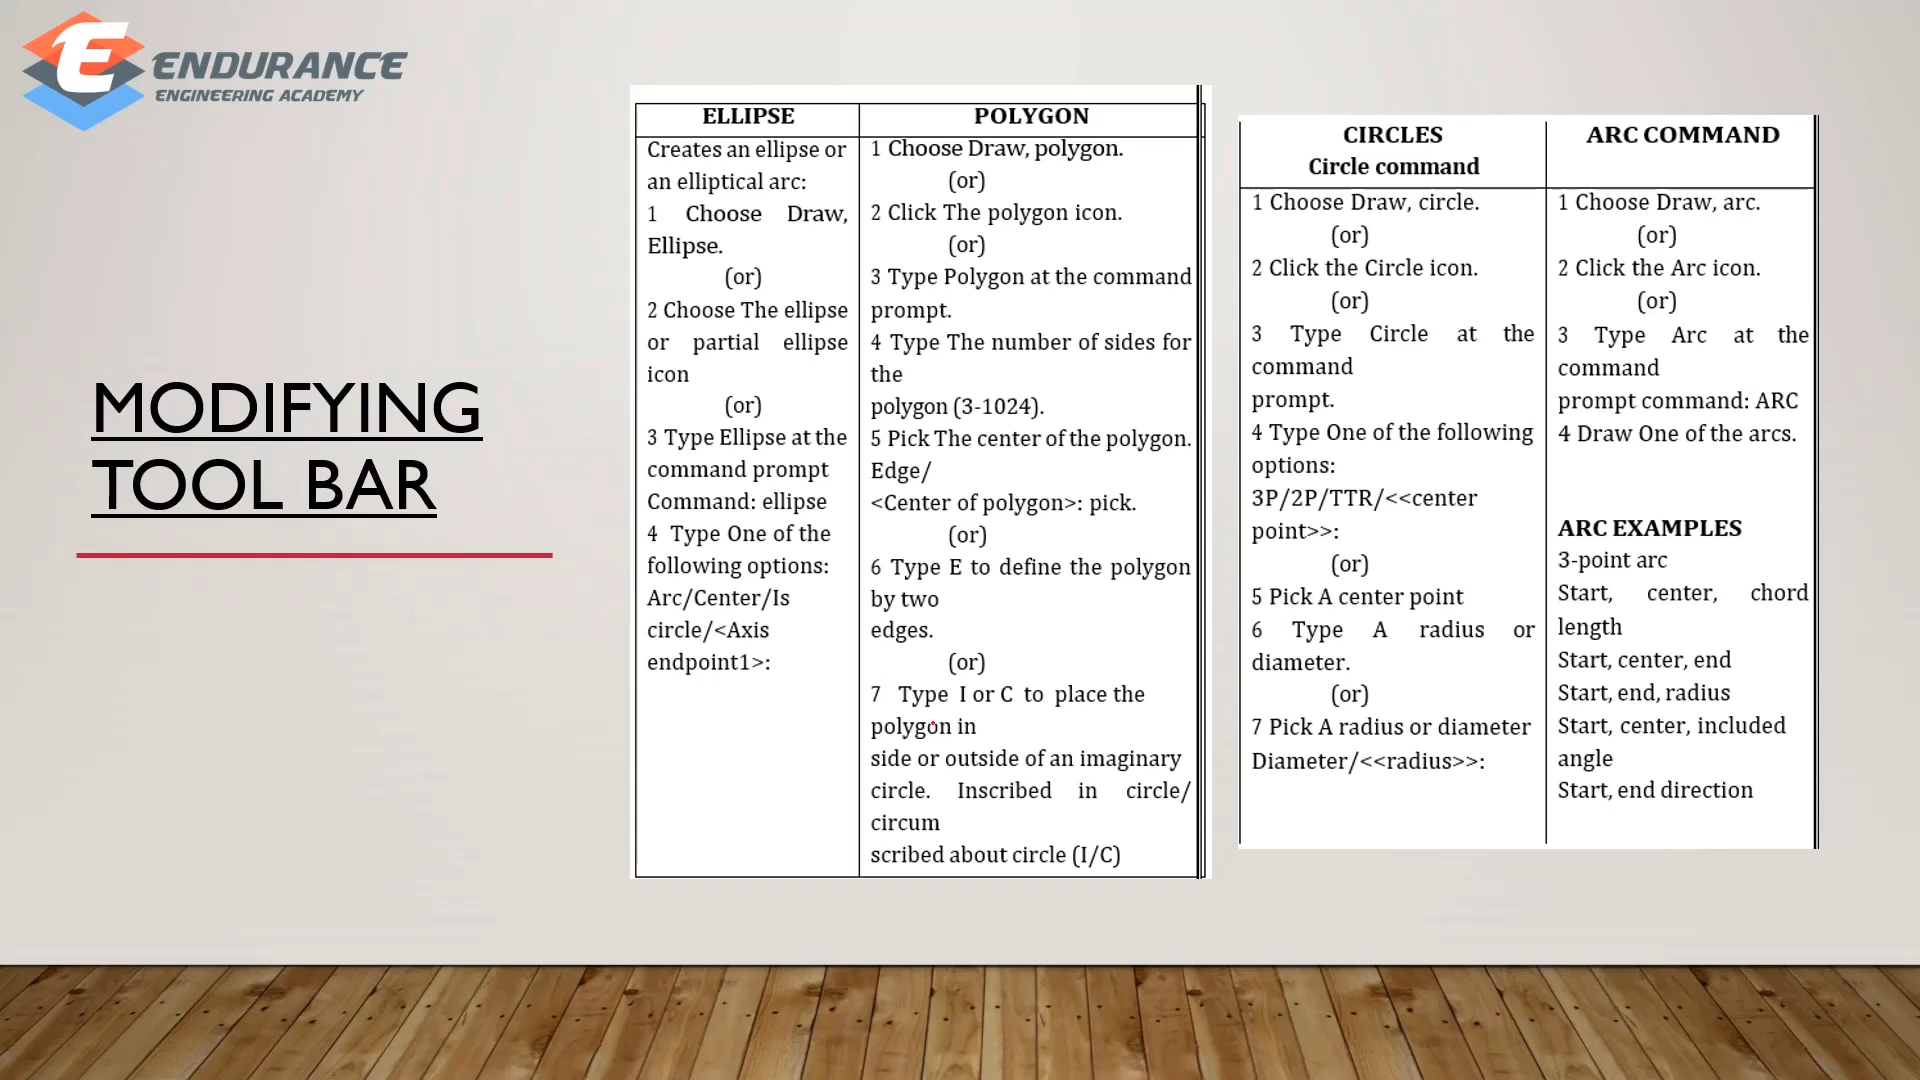 ENDURANCE
ENGINEERING ACADEMY
MODIFYING
TOOL BAR
ELLIPSE
Creates an ellipse or
an elliptical arc:
1 Choose Draw,
Ellipse.
(or)
2 Choose The ellipse
or partial ellipse
icon
(or)
3 Type Ellipse at the
command prompt
Command: ellipse
4 Type One of the
following options:
Arc/Center/Is
circle/<Axis
endpoint1>:
POLYGON
1 Choose Draw, polygon.
(or)
2 Click The polygon icon.
(or)
3 Type Polygon at the command
prompt.
4 Type The number of sides for
the
polygon (3-1024).
5 Pick The center of the polygon.
Edge/
<Center of polygon>: pick.
(or)
6 Type E to define the polygon
by two
edges.
(or)
7 Type I or C to place the
polygon in
side or outside of an imaginary
circle. Inscribed in circle/
circum
scribed about circle (I/C)
CIRCLES
Circle command
1 Choose Draw, circle.
(or)
2 Click the Circle icon.
(or)
3 Type Circle at the
command
prompt.
4 Type One of the following
options:
3P/2P/TTR/<<center
point>>:
(or)
5 Pick A center point
6 Type A radius or
diameter.
(or)
7 Pick A radius or diameter
Diameter/<<radius>>:
ARC COMMAND
1 Choose Draw, arc.
(or)
2 Click the Arc icon.
(or)
3 Type Arc at the
command
prompt command: ARC
4 Draw One of the arcs.
ARC EXAMPLES
3-point arc
Start, center, chord
length
Start, center, end
Start, end, radius
Start, center, included
angle
Start, end direction